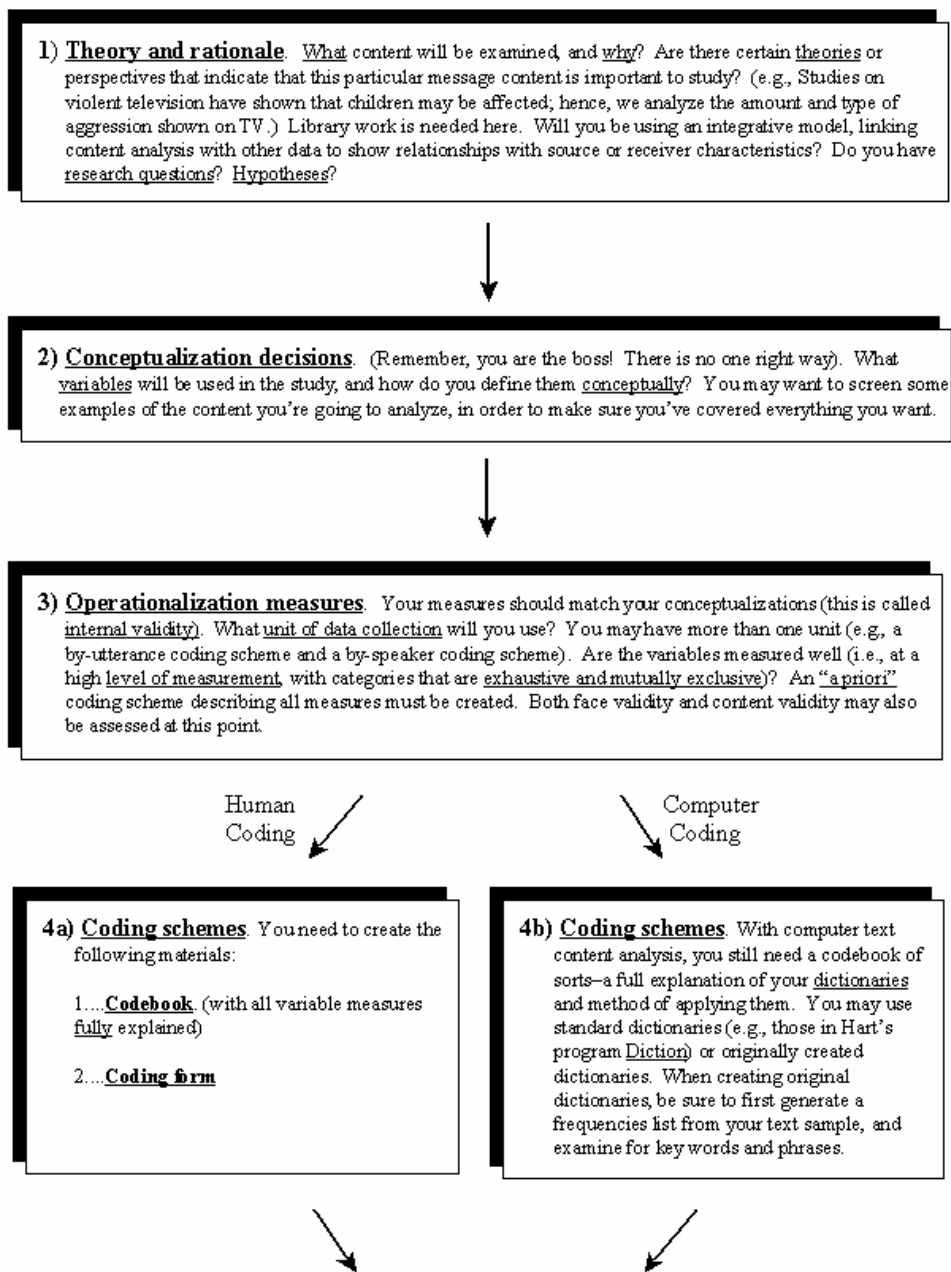 1) Theory and rationale. What content will be examined, and why? Are there certain theories or
perspectives that indicate that this particular message content is important to study? (e.g., Studies on
violent television have shown that children may be affected; hence, we analyze the amount and type of
aggression shown on TV.) Library work is needed here. Will you be using an integrative model, linking
content analysis with other data to show relationships with source or receiver characteristics? Do you have
research questions? Hypotheses?
2) Conceptualization decisions. (Remember, you are the boss! There is no one right way). What
variables will be used in the study, and how do you define them conceptually? You may want to screen some
examples of the content you're going to analyze, in order to make sure you've covered everything you want.
3) Operationalization measures. Your measures should match your conceptualizations (this is called
internal validity). What unit of data collection will you use? You may have more than one unit (e.g., a
by-utterance coding scheme and a by-speaker coding scheme). Are the variables measured well (i.e., at a
high level of measurement, with categories that are exhaustive and mutually exclusive)? An “a priori”
coding scheme describing all measures must be created. Both face validity and content validity may also
be assessed at this point.
Human
Coding
Computer
Coding
4a) Coding schemes. You need to create the
following materials:
1....Codebook. (with all variable measures
fully explained)
2....Coding form
4b) Coding schemes. With computer text
content analysis, you still need a codebook of
sorts–a full explanation of your dictionaries
and method of applying them. You may use
standard dictionaries (e.g., those in Hart's
program Diction) or originally created
dictionaries. When creating original
dictionaries, be sure to first generate a
frequencies list from your text sample, and
examine for key words and phrases.